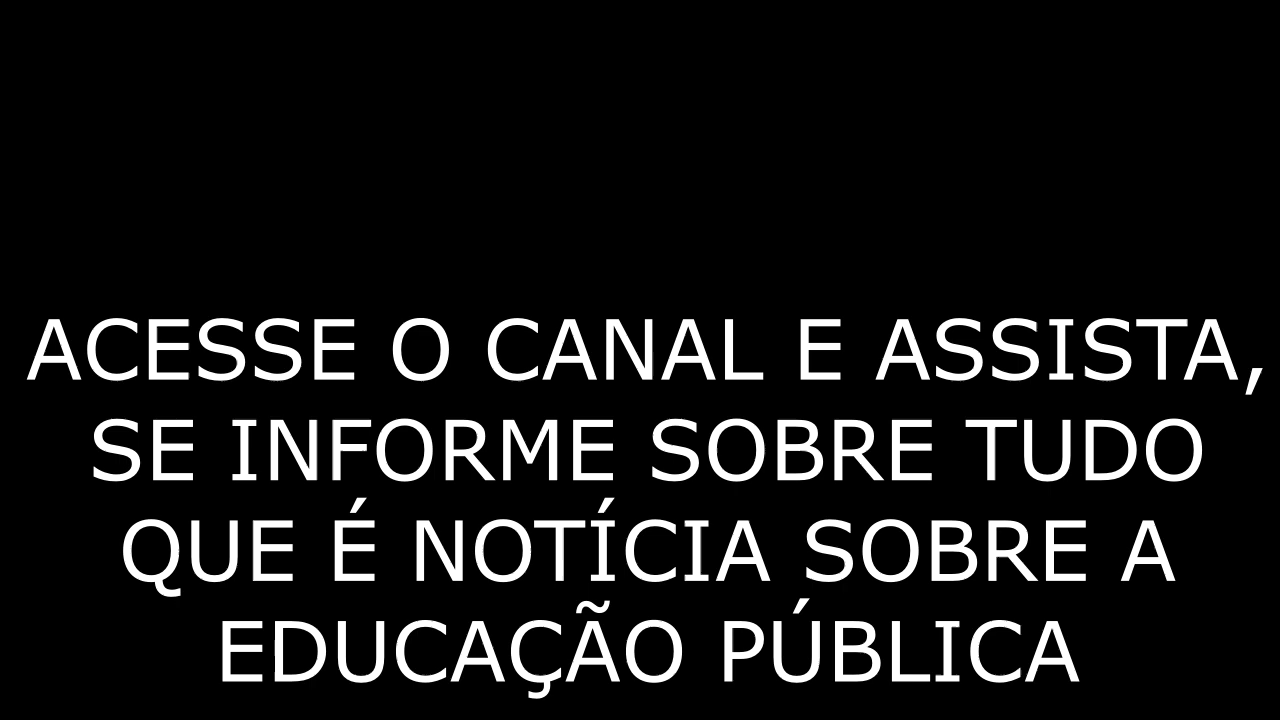 ACESSE O CANAL E ASSISTA,
SE INFORME SOBRE TUDO
QUE É NOTÍCIA SOBRE A
EDUCAÇÃO PÚBLICA